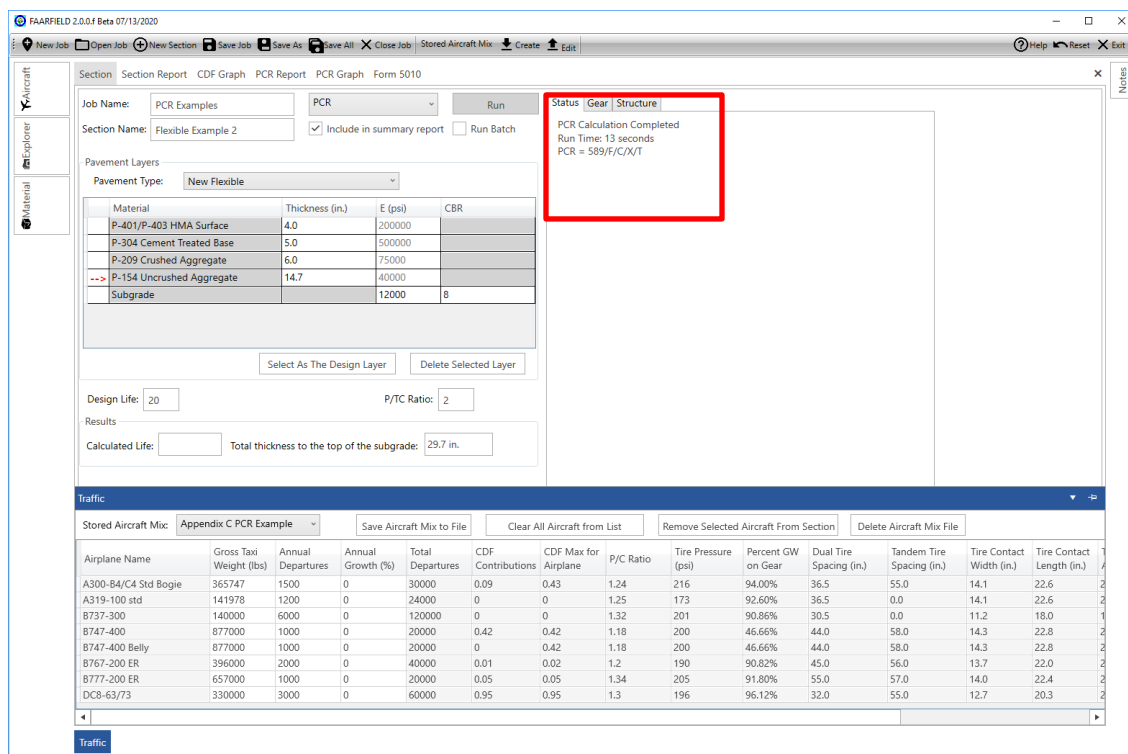 FAARFIELD 2.0.0.f Beta 07/13/2020
New Job Open Job New Section Save Job Save As Save All Close Job Stored Aircraft Mix Create Edit Help Reset Exit
Aircraft
Explorer
Material
Notes
Section Section Report CDF Graph PCR Report PCR Graph Form 5010
Job Name: PCR Examples PCR Run
Section Name: Flexible Example 2 Include in summary report Run Batch
Status Gear Structure
PCR Calculation Completed
Run Time: 13 seconds
PCR = 589/F/C/X/T
Pavement Layers
Pavement Type: New Flexible
Material Thickness (in.) E (psi) CBR
P-401/P-403 HMA Surface 4.0 200000
P-304 Cement Treated Base 5.0 500000
P-209 Crushed Aggregate 6.0 75000
--> P-154 Uncrushed Aggregate 14.7 40000
Subgrade 12000 8
Select As The Design Layer Delete Selected Layer
Design Life: 20 P/TC Ratio: 2
Results
Calculated Life: Total thickness to the top of the subgrade: 29.7 in.
Traffic
Stored Aircraft Mix: Appendix C PCR Example Save Aircraft Mix to File Clear All Aircraft from List Remove Selected Aircraft From Section Delete Aircraft Mix File
Airplane Name Gross Taxi Weight (lbs) Annual Departures Annual Growth (%) Total Departures CDF Contributions CDF Max for Airplane P/C Ratio Tire Pressure (psi) Percent GW on Gear Dual Tire Spacing (in.) Tandem Tire Spacing (in.) Tire Contact Width (in.) Tire Contact Length (in.)
A300-B4/C4 Std Bogie 365747 1500 0 30000 0.09 0.43 1.24 216 94.00% 36.5 55.0 14.1 22.6
A319-100 std 141978 1200 0 24000 0 0 1.25 173 92.60% 36.5 0.0 14.1 22.6
B737-300 140000 6000 0 120000 0 0 1.32 201 90.86% 30.5 0.0 11.2 18.0
B747-400 877000 1000 0 20000 0.42 0.42 1.18 200 46.66% 44.0 58.0 14.3 22.8
B747-400 Belly 877000 1000 0 20000 0 0.42 1.18 200 46.66% 44.0 58.0 14.3 22.8
B767-200 ER 396000 2000 0 40000 0.01 0.02 1.2 190 90.82% 45.0 56.0 13.7 22.0
B777-200 ER 657000 1000 0 20000 0.05 0.05 1.34 205 91.80% 55.0 57.0 14.0 22.4
DC8-63/73 330000 3000 0 60000 0.95 0.95 1.3 196 96.12% 32.0 55.0 12.7 20.3
Traffic